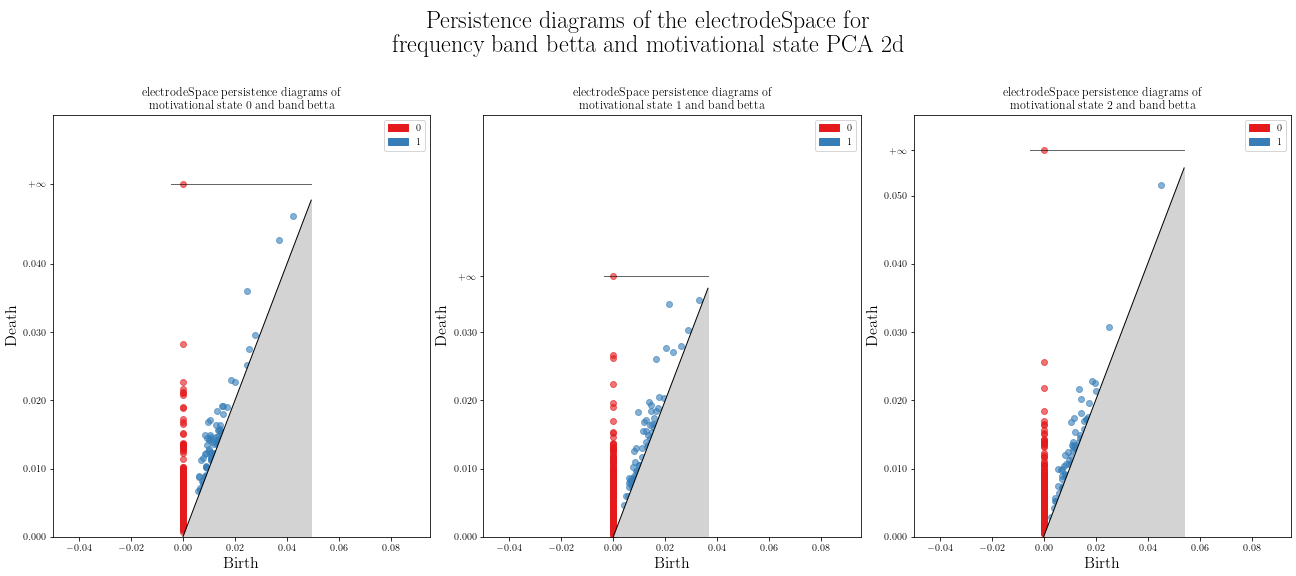 Persistence diagrams of the electrodeSpace for
frequency band betta and motivational state PCA 2d
electrodeSpace persistence diagrams of
motivational state 0 and band betta
0
1
+∞
0.040
0.030
0.020
0.010
0.000
Death
−0.04 −0.02 0.00 0.02 0.04 0.06 0.08
Birth
electrodeSpace persistence diagrams of
motivational state 1 and band betta
0
1
+∞
0.030
0.020
0.010
0.000
Death
−0.04 −0.02 0.00 0.02 0.04 0.06 0.08
Birth
electrodeSpace persistence diagrams of
motivational state 2 and band betta
0
1
+∞
0.050
0.040
0.030
0.020
0.010
0.000
Death
−0.04 −0.02 0.00 0.02 0.04 0.06 0.08
Birth